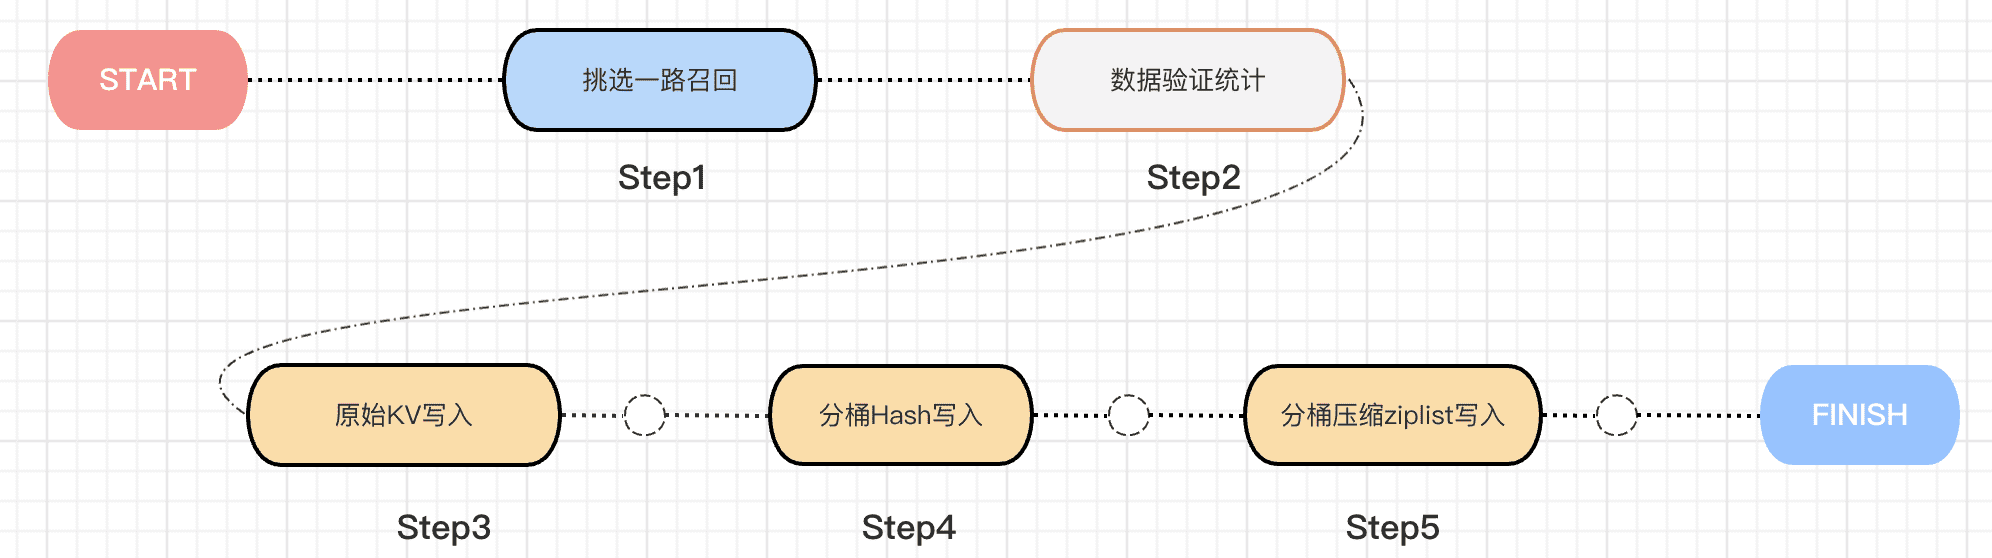 START
挑选一路召回
数据验证统计
Step1
Step2
原始KV写入
分桶Hash写入
分桶压缩ziplist写入
FINISH
Step3
Step4
Step5